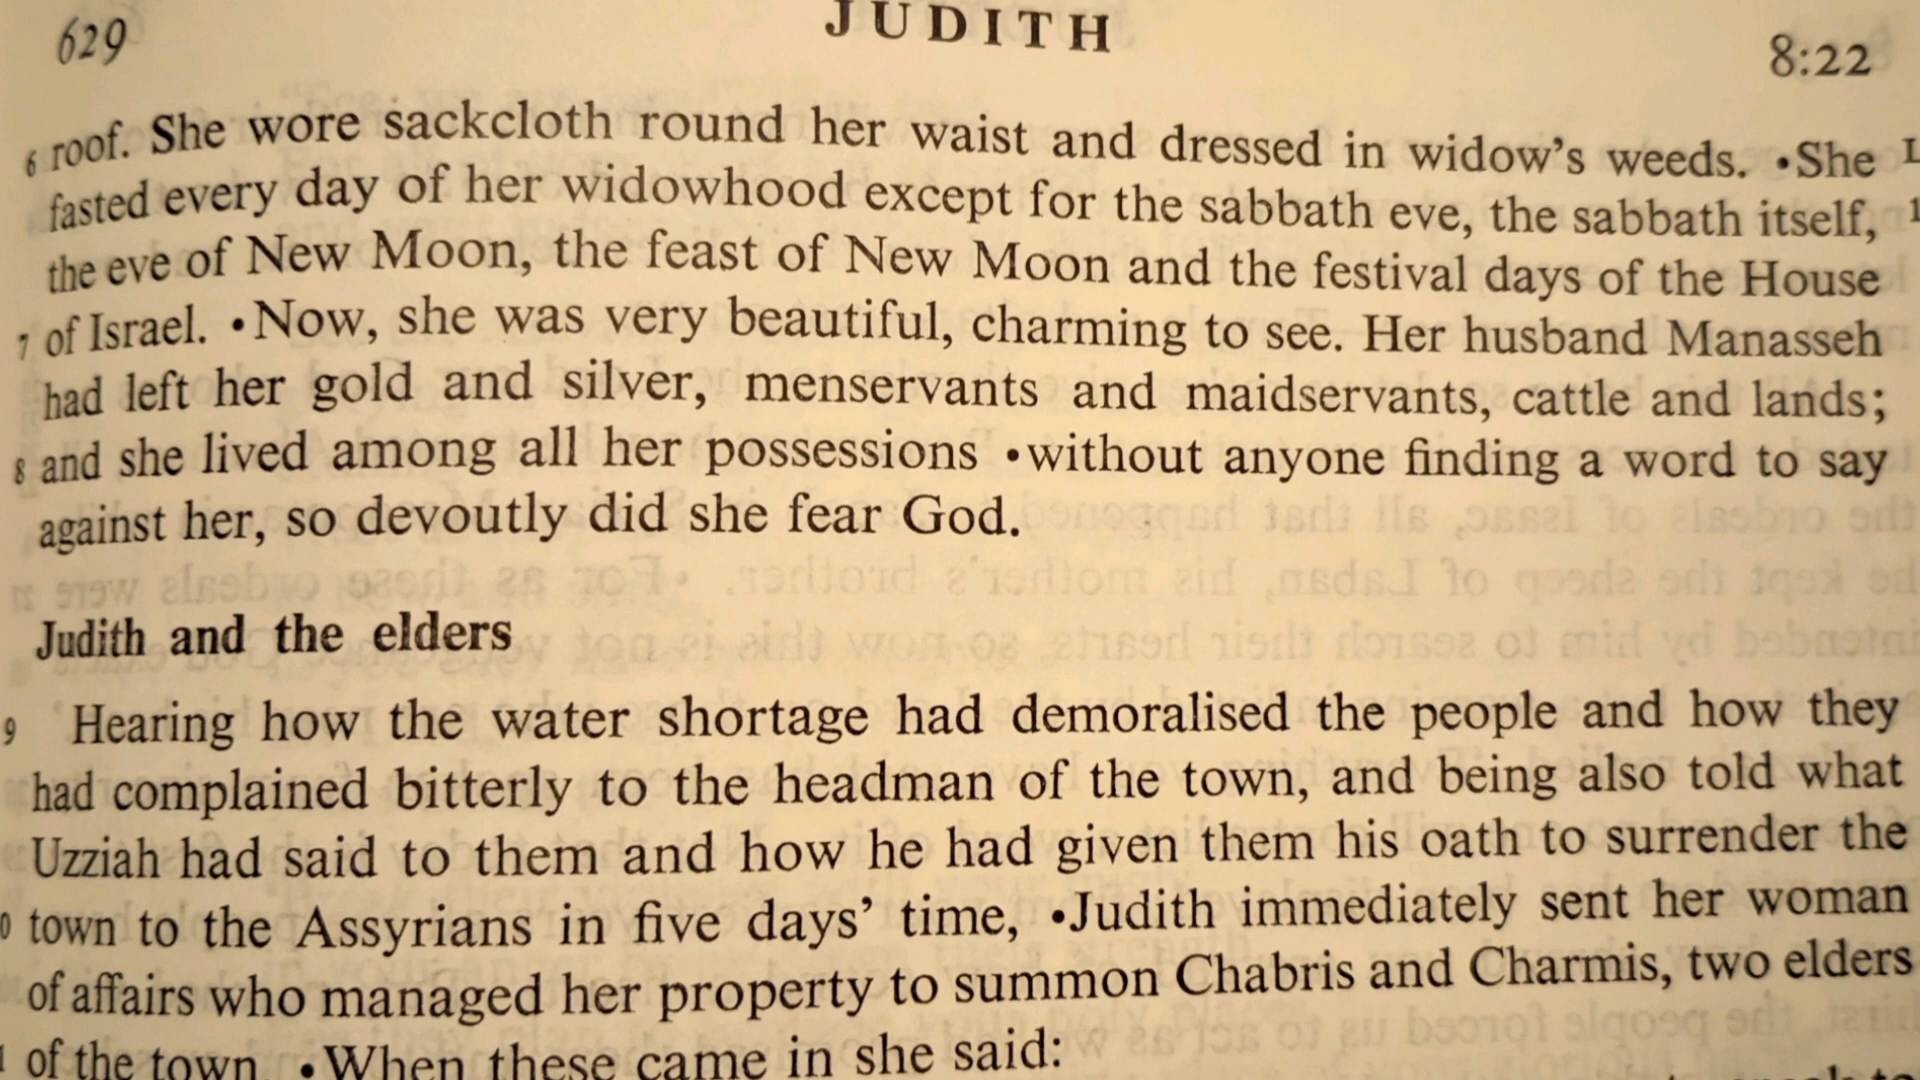 629 JUDITH 8:22
6 roof. She wore sackcloth round her waist and dressed in widow's weeds. •She
fasted every day of her widowhood except for the sabbath eve, the sabbath itself,
the eve of New Moon, the feast of New Moon and the festival days of the House
7 of Israel. •Now, she was very beautiful, charming to see. Her husband Manasseh
had left her gold and silver, menservants and maidservants, cattle and lands;
8 and she lived among all her possessions •without anyone finding a word to say
against her, so devoutly did she fear God.
Judith and the elders
9 Hearing how the water shortage had demoralised the people and how they
had complained bitterly to the headman of the town, and being also told what
Uzziah had said to them and how he had given them his oath to surrender the
0 town to the Assyrians in five days' time, •Judith immediately sent her woman
of affairs who managed her property to summon Chabris and Charmis, two elders
1 of the town. •When these came in she said: